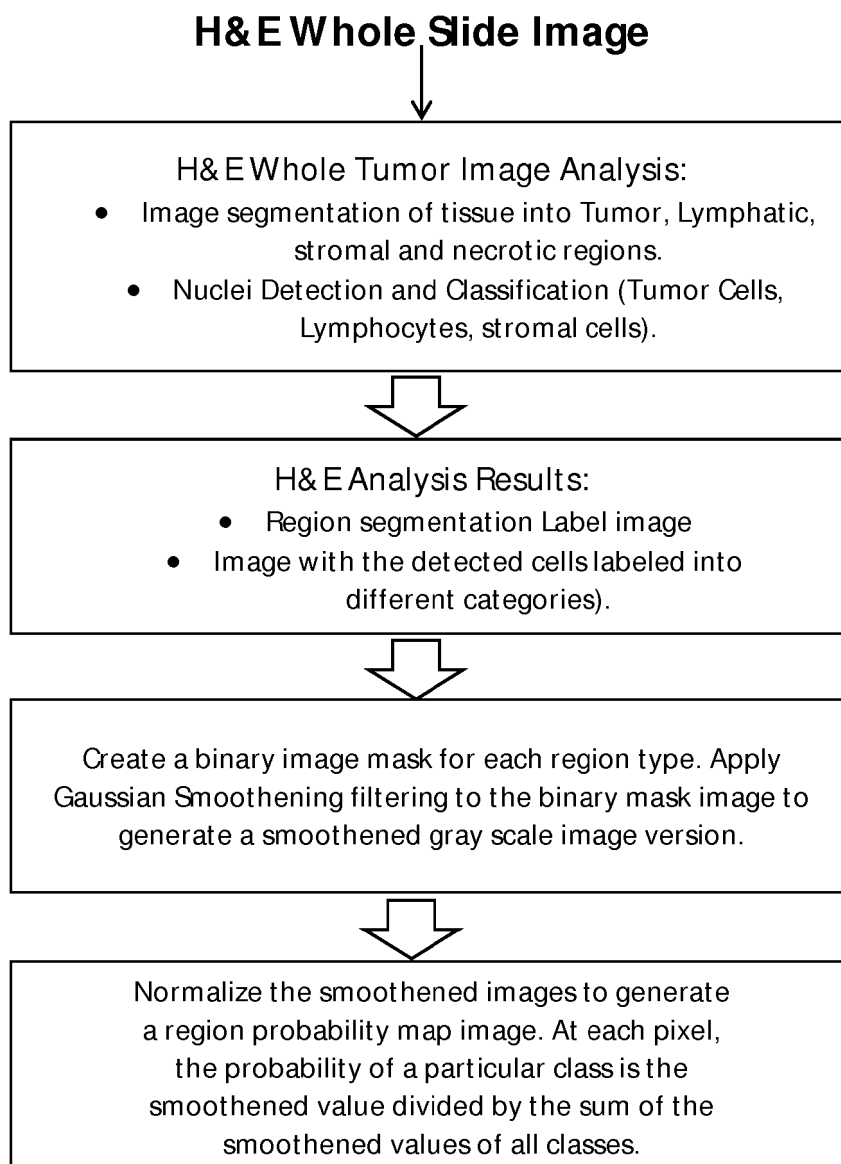 H&E Whole Slide Image
H&E Whole Tumor Image Analysis:
• Image segmentation of tissue into Tumor, Lymphatic,
stromal and necrotic regions.
• Nuclei Detection and Classification (Tumor Cells,
Lymphocytes, stromal cells).
H&E Analysis Results:
• Region segmentation Label image
• Image with the detected cells labeled into
different categories).
Create a binary image mask for each region type. Apply
Gaussian Smoothening filtering to the binary mask image to
generate a smoothened gray scale image version.
Normalize the smoothened images to generate
a region probability map image. At each pixel,
the probability of a particular class is the
smoothened value divided by the sum of the
smoothened values of all classes.